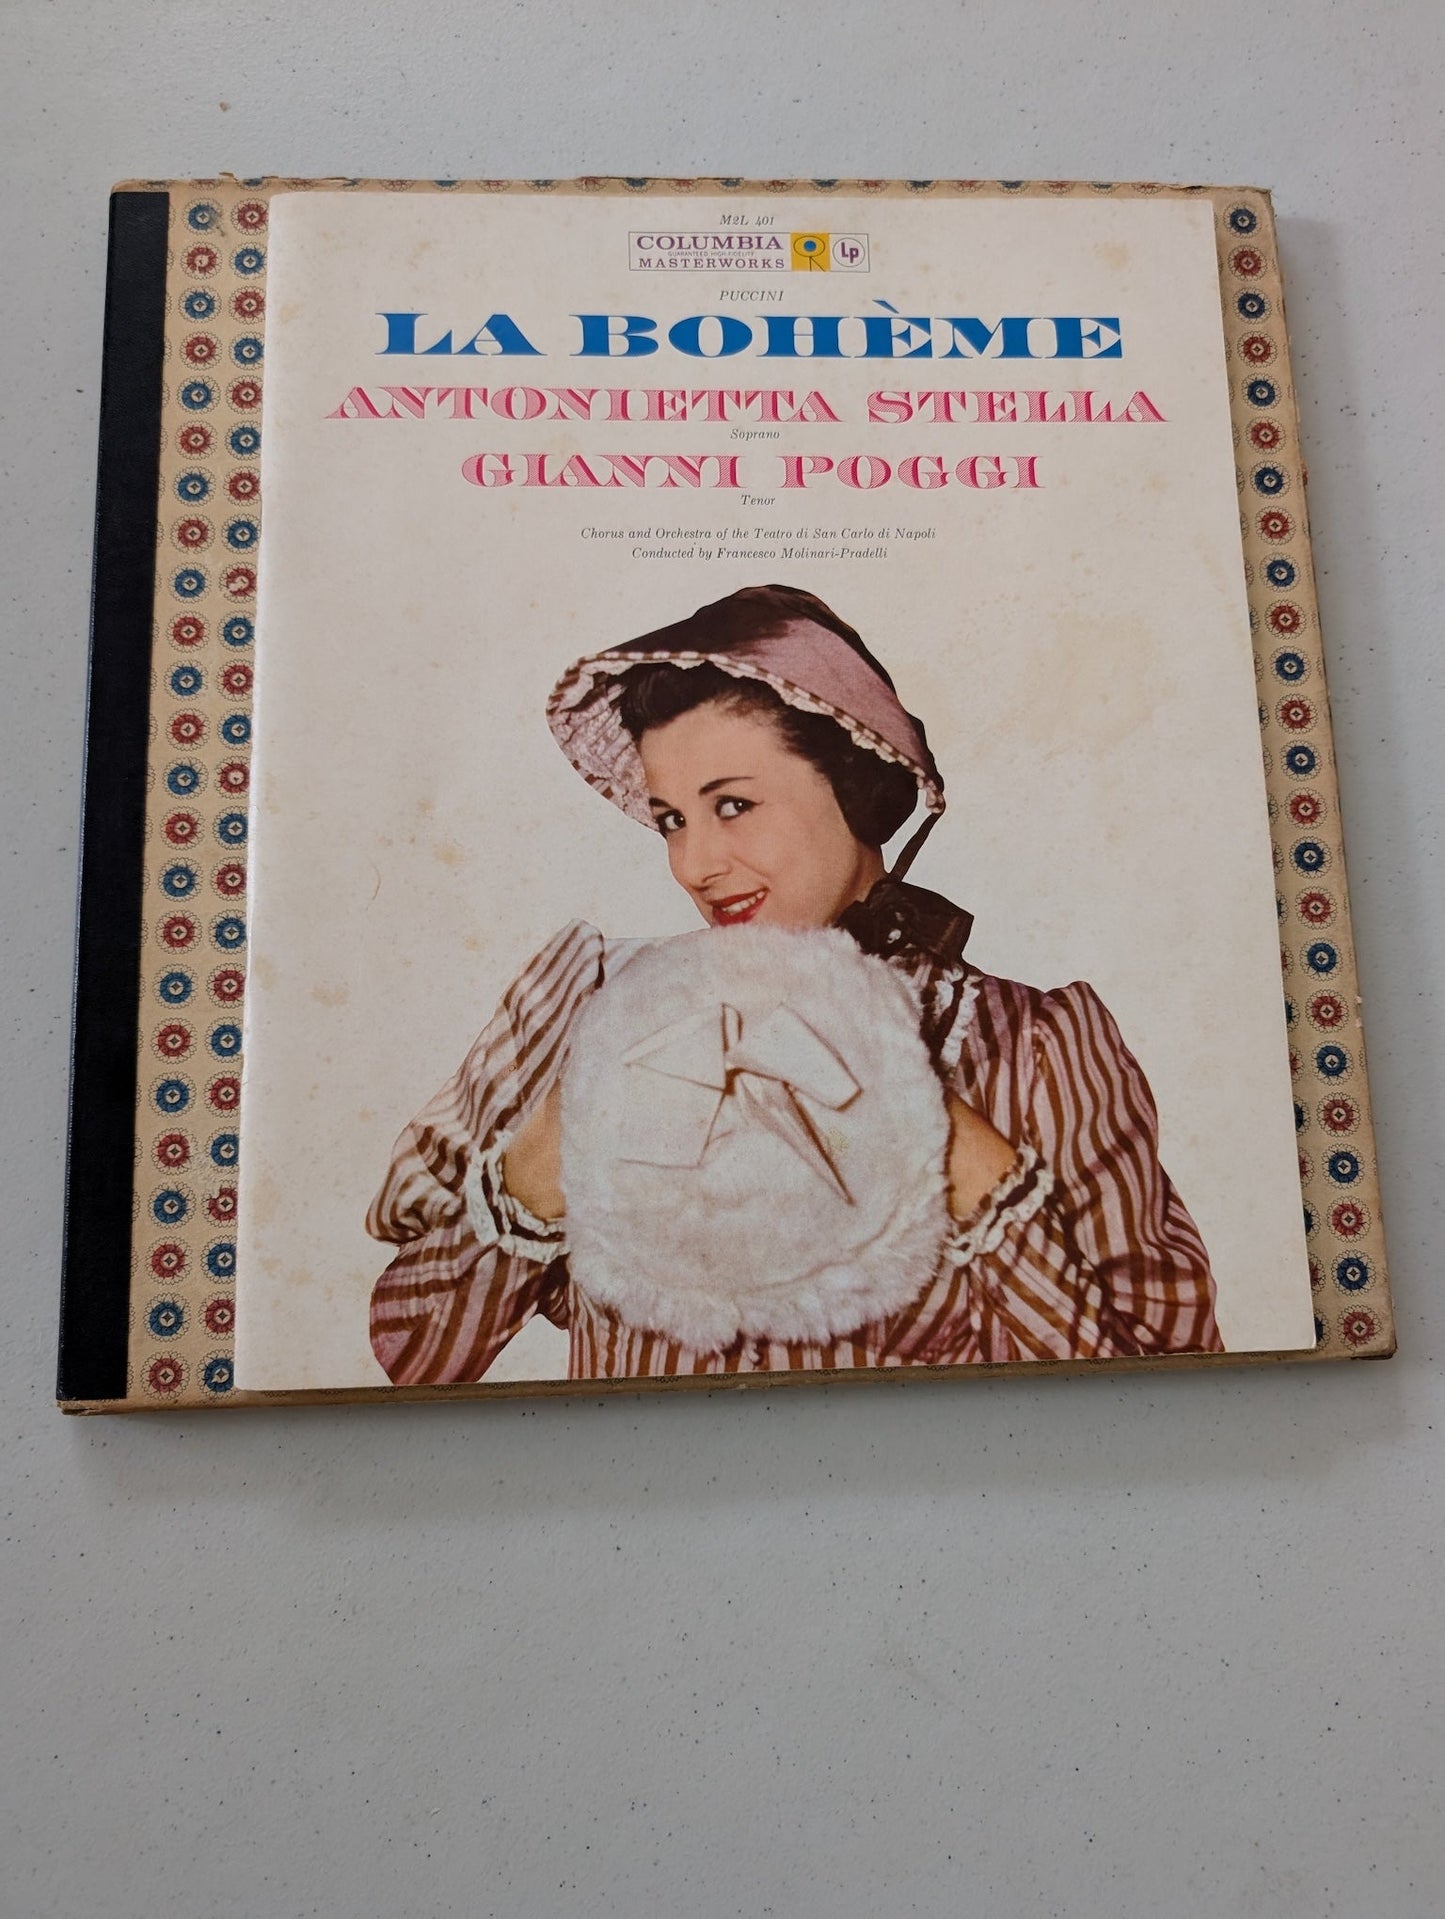 M2L 401
COLUMBIA
GUARANTEED HIGH-FIDELITY
MASTERWORKS
Lp
PUCCINI
LA BOHÈME
ANTONIETTA STELLA
Soprano
GIANNI POGGI
Tenor
Chorus and Orchestra of the Teatro di San Carlo di Napoli
Conducted by Francesco Molinari-Pradelli